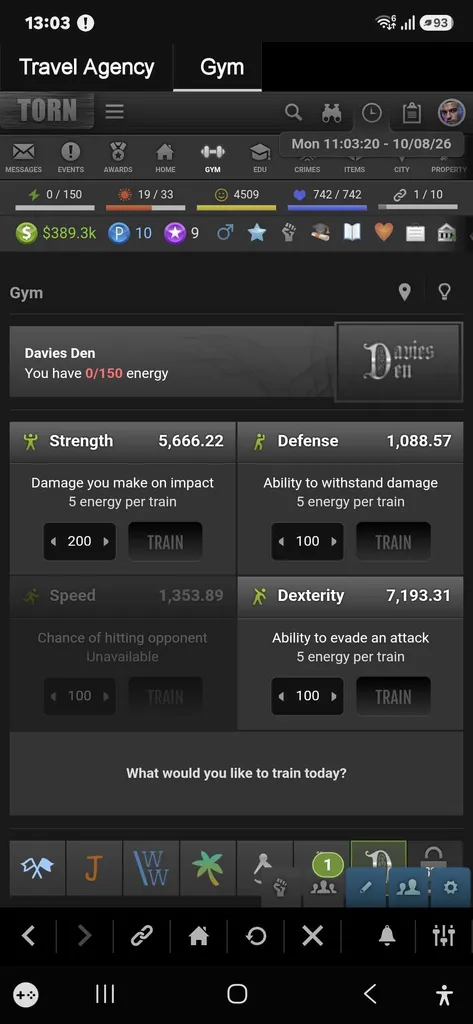 13:03
6
93
Travel Agency
Gym
TORN
Mon 11:03:20 - 10/08/26
MESSAGES
EVENTS
AWARDS
HOME
GYM
EDU
CRIMES
ITEMS
CITY
PROPERTY
0 / 150
19 / 33
4509
742 / 742
1 / 10
$ $389.3k
P 10
9
Gym
Davies Den
You have 0/150 energy
Davies
Den
Strength 5,666.22
Damage you make on impact
5 energy per train
200
TRAIN
Defense 1,088.57
Ability to withstand damage
5 energy per train
100
TRAIN
Speed 1,353.89
Chance of hitting opponent
Unavailable
100
TRAIN
Dexterity 7,193.31
Ability to evade an attack
5 energy per train
100
TRAIN
What would you like to train today?
J
W
W
1
D